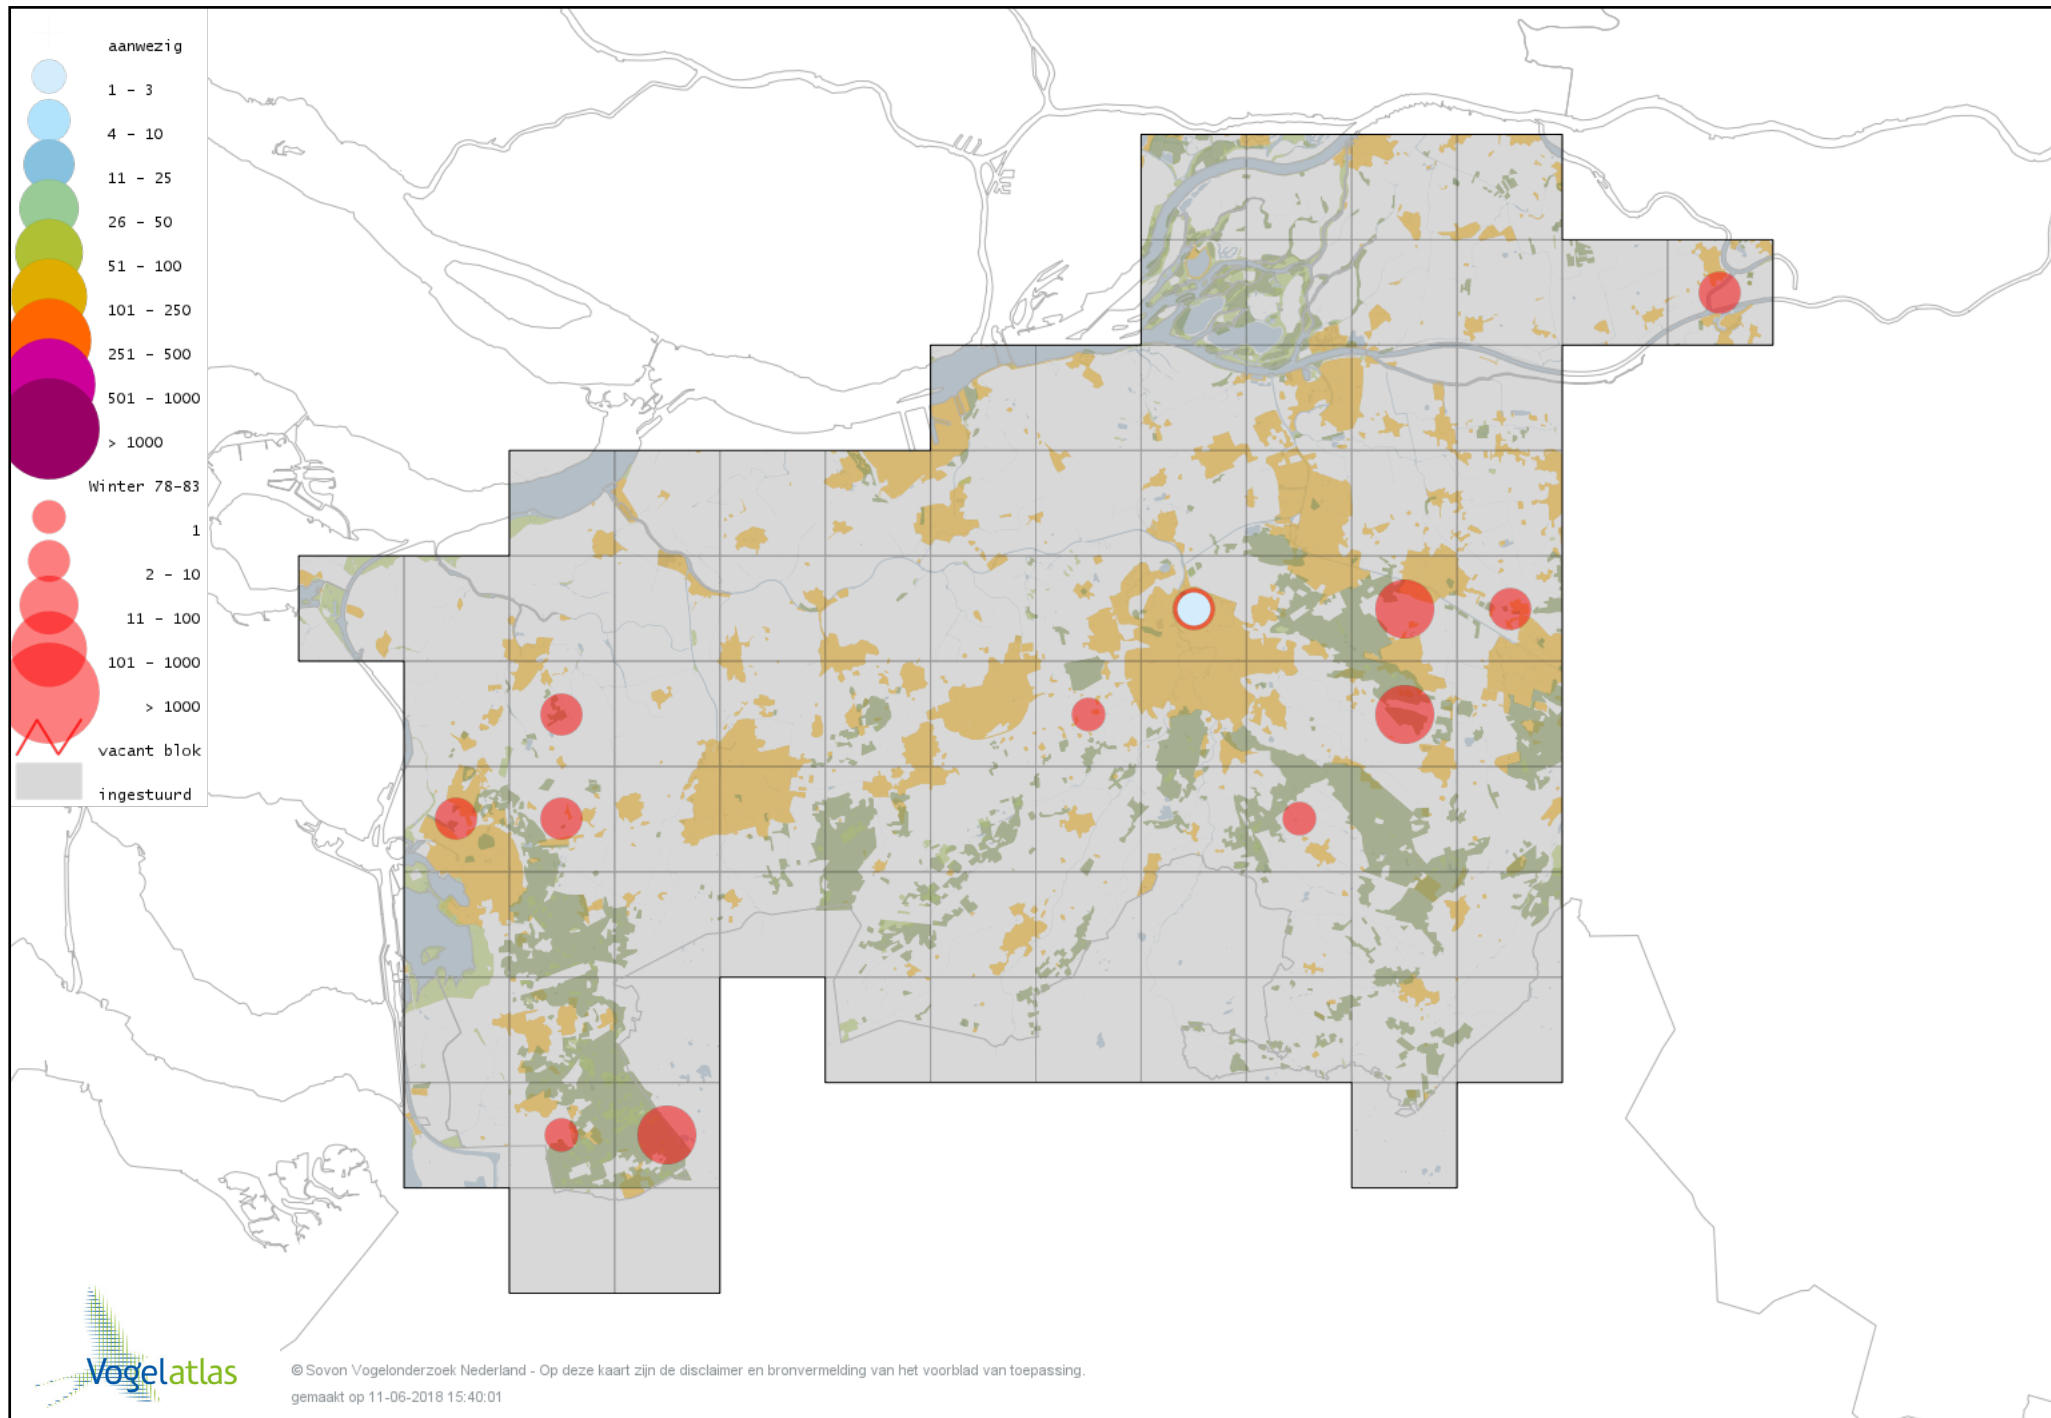 aanwezig
1 - 3
4 - 10
11 - 25
26 - 50
51 - 100
101 - 250
251 - 500
501 - 1000
> 1000
Winter 78-83
1
2 - 10
11 - 100
101 - 1000
> 1000
vacant blok
ingestuurd
Vogelatlas
© Sovon Vogelonderzoek Nederland - Op deze kaart zijn de disclaimer en bronvermelding van het voorblad van toepassing.
gemaakt op 11-06-2018 15:40:01